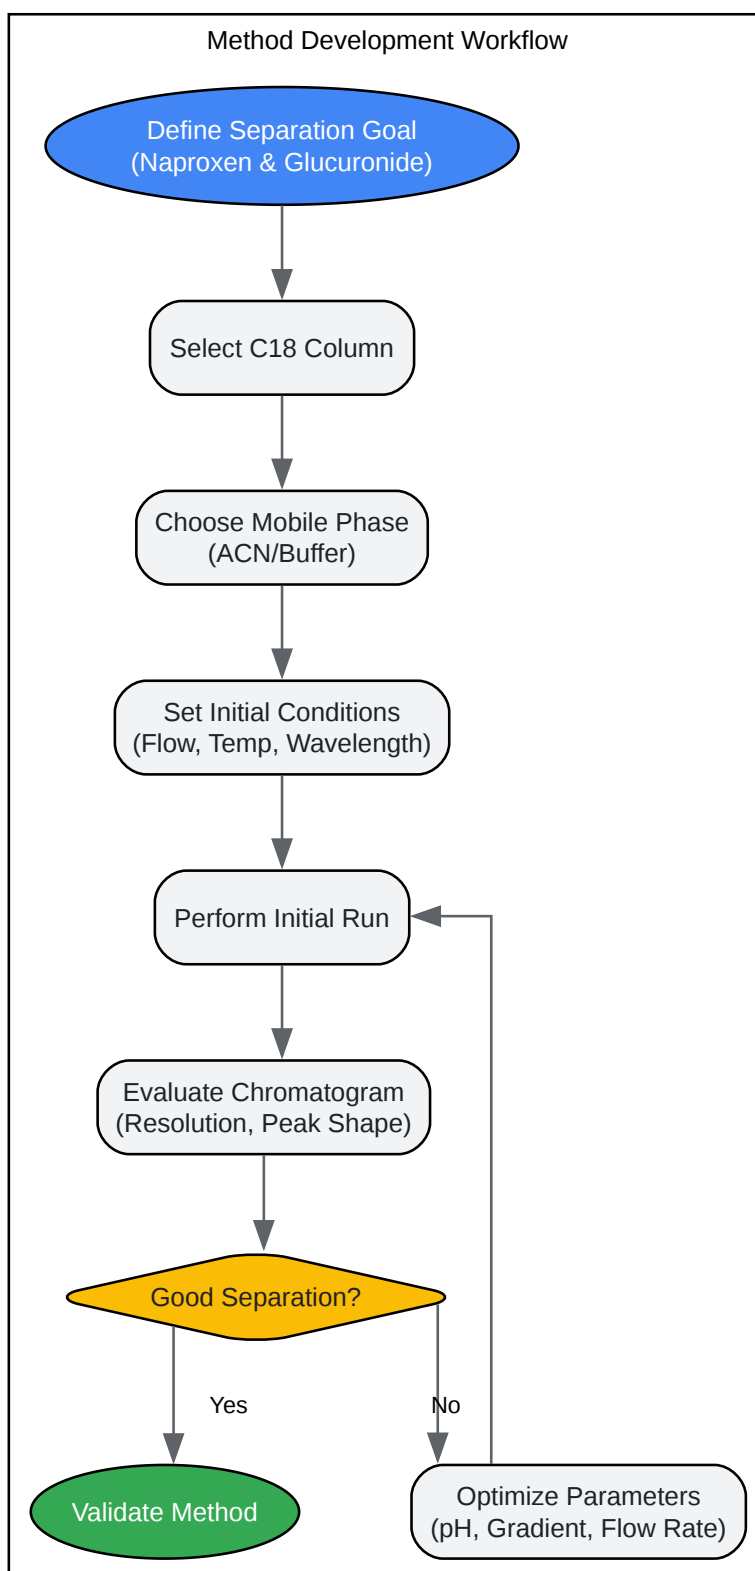 Method Development Workflow
Define Separation Goal
(Naproxen & Glucuronide)
Select C18 Column
Choose Mobile Phase
(ACN/Buffer)
Set Initial Conditions
(Flow, Temp, Wavelength)
Perform Initial Run
Evaluate Chromatogram
(Resolution, Peak Shape)
Good Separation?
Yes
No
Validate Method
Optimize Parameters
(pH, Gradient, Flow Rate)